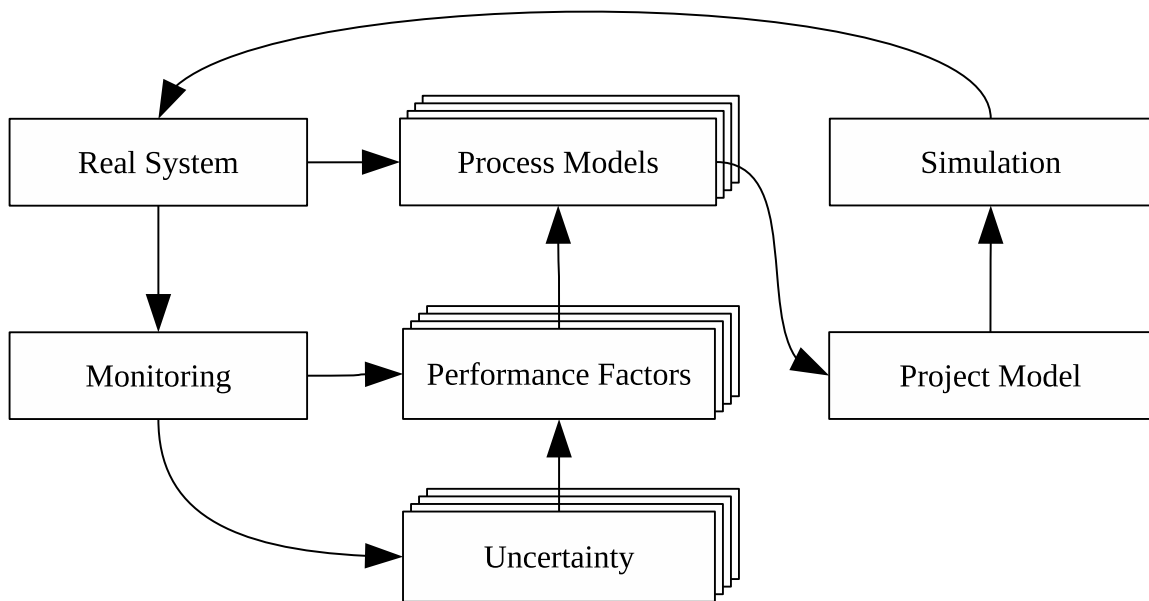 Real System
Process Models
Simulation
Monitoring
Performance Factors
Project Model
Uncertainty